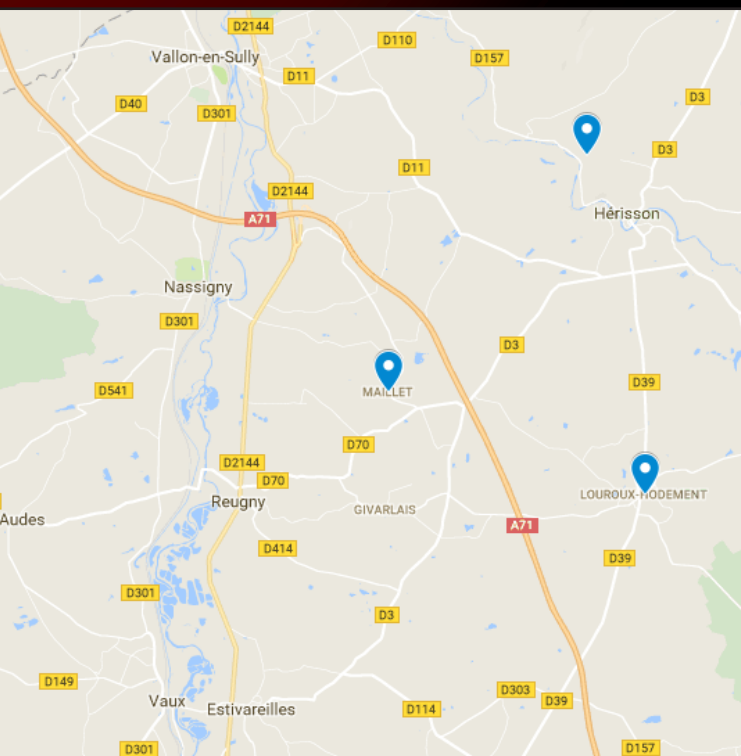 D2144
D110
Vallon-en-Sully
D157
D11
D3
D40
D301
D3
D11
D2144
Hérisson
A71
Nassigny
D301
D3
D39
D541
MAILLET
D70
D2144
D70
LOUROUX-HODEMENT
Reugny
GIVARLAIS
Audes
A71
D414
D39
D301
D3
D149
D303
D39
Vaux
Estivareilles
D114
D301
D157